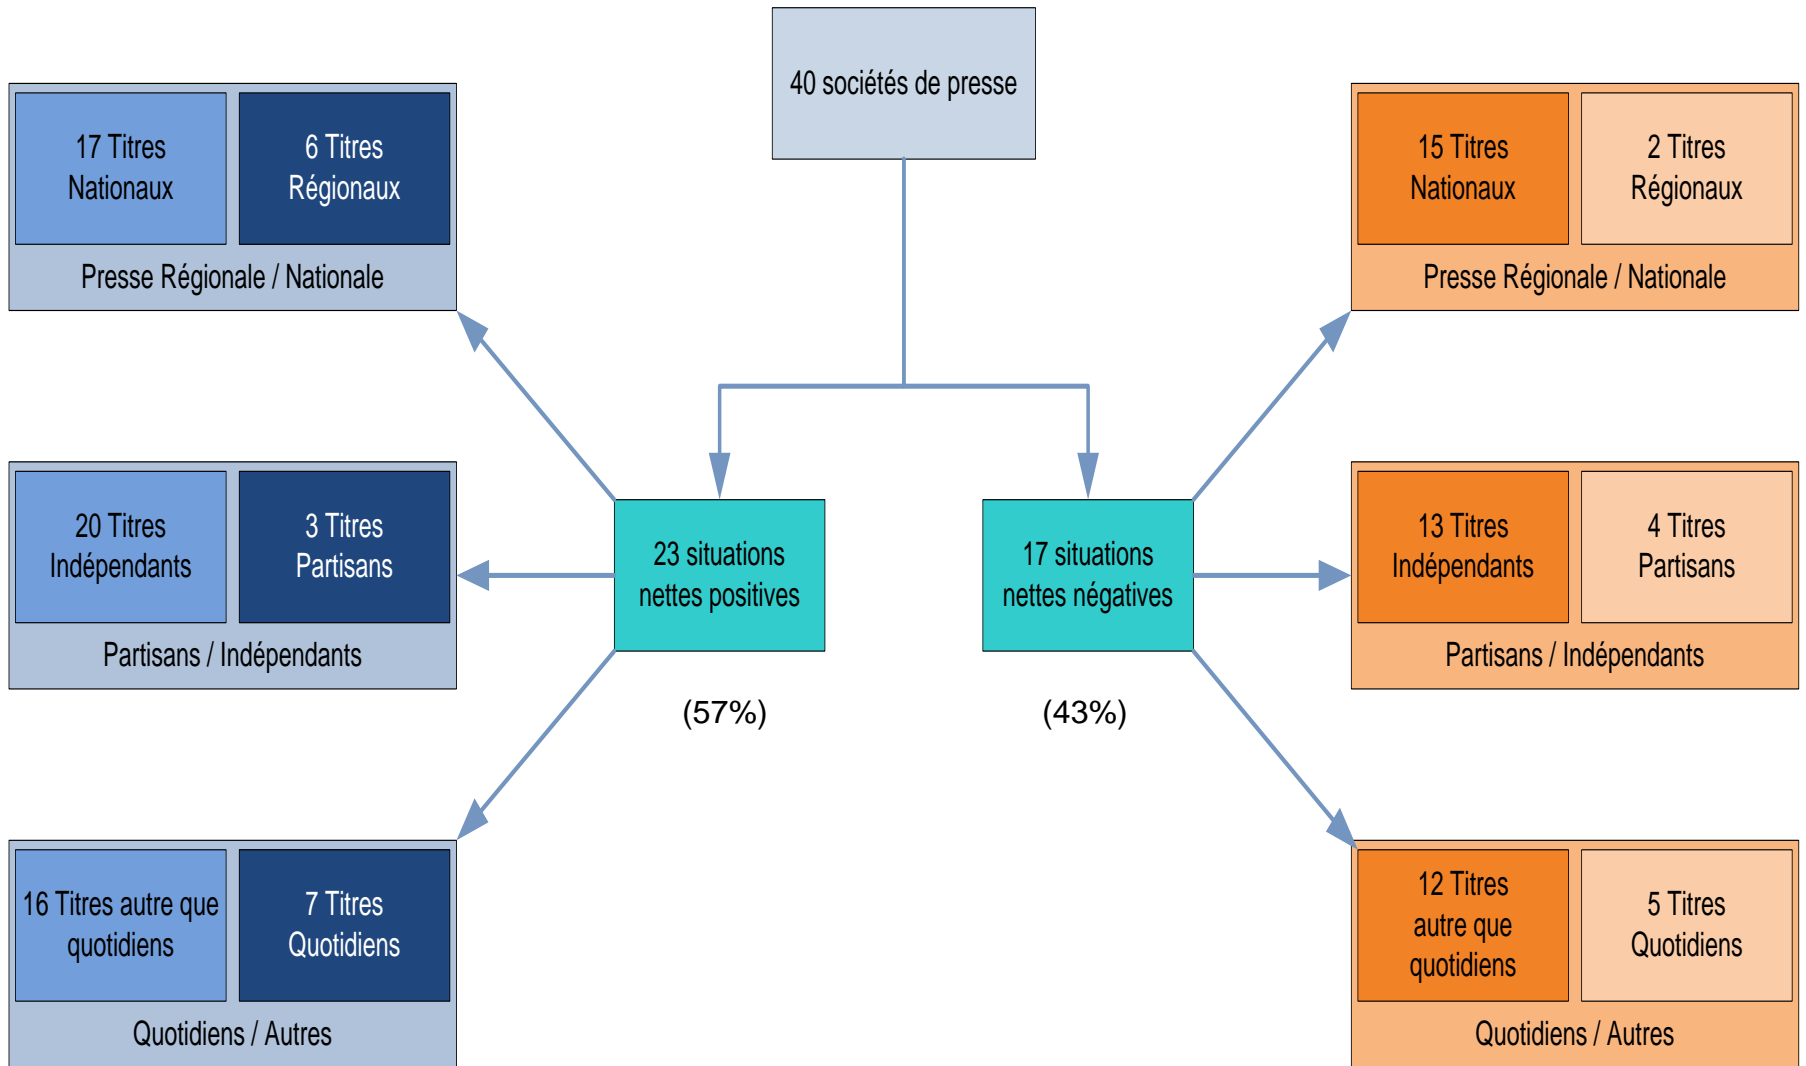 40 sociétés de presse
17 Titres
Nationaux
6 Titres
Régionaux
Presse Régionale / Nationale
15 Titres
Nationaux
2 Titres
Régionaux
Presse Régionale / Nationale
20 Titres
Indépendants
3 Titres
Partisans
Partisans / Indépendants
23 situations
nettes positives
(57%)
17 situations
nettes négatives
(43%)
13 Titres
Indépendants
4 Titres
Partisans
Partisans / Indépendants
16 Titres autre que
quotidiens
7 Titres
Quotidiens
Quotidiens / Autres
12 Titres
autre que
quotidiens
5 Titres
Quotidiens
Quotidiens / Autres